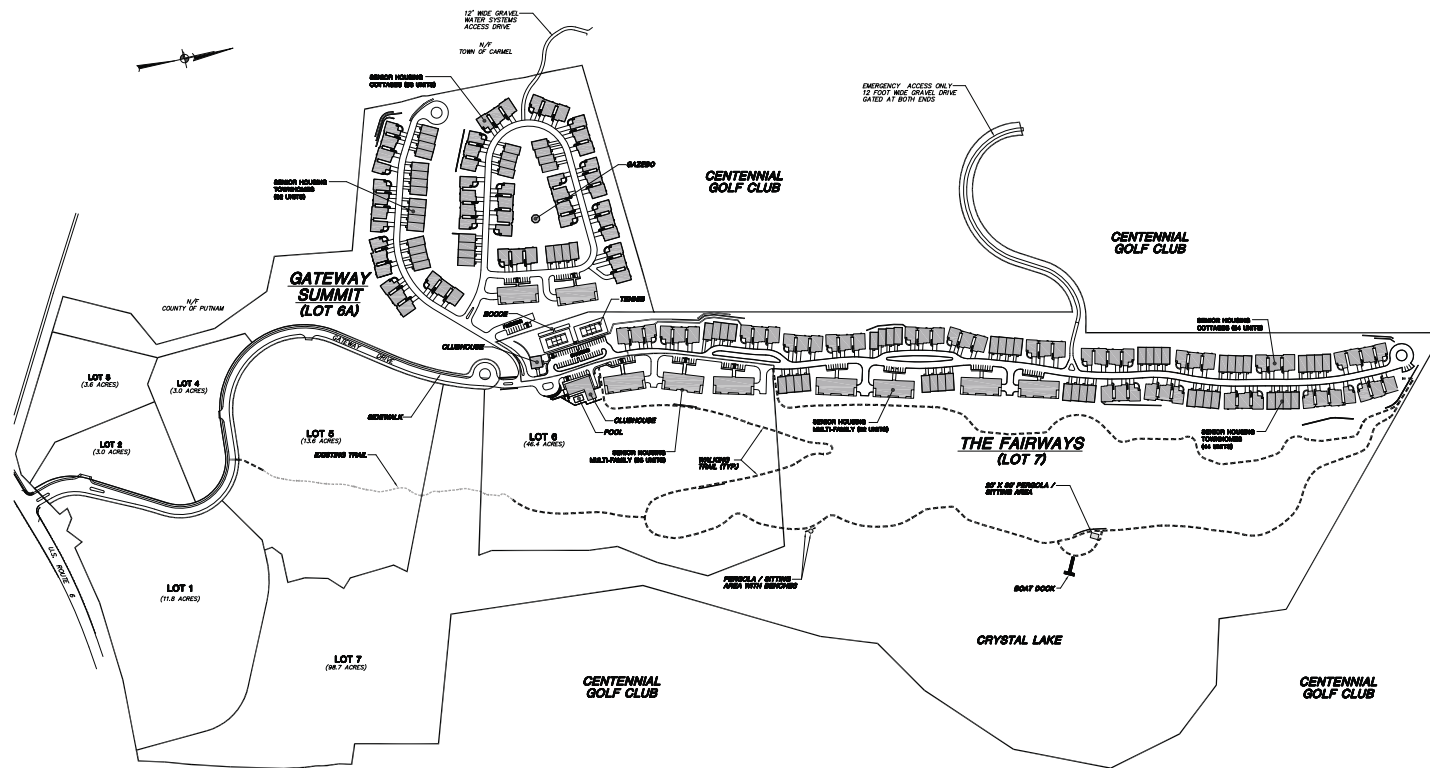 12" WIDE GRAVEL
WATER SYSTEMS
ACCESS DRIVE
N/F
TOWN OF CARMEL
SENIOR HOUSING
EMERGENCY ACCESS ONLY
12 FOOT WIDE GRAVEL DRIVE
GATED AT BOTH ENDS
GAZEBO
CENTENNIAL
GOLF CLUB
SENIOR HOUSING
TOWNHOMES
CENTENNIAL
GOLF CLUB
GATEWAY
SUMMIT
(LOT 6A)
N/F
COUNTY OF PUTNAM
TENNIS
BOCCE
CLUBHOUSE
SENIOR HOUSING
COTTAGES (54 UNITS)
GATEWAY DRIVE
LOT 4
(3.0 ACRES)
(3.6 ACRES)
SIDEWALK
CLUBHOUSE
POOL
LOT 2
(3.0 ACRES)
LOT 5
(13.6 ACRES)
EXISTING TRAIL
LOT 6
(46.4 ACRES)
SENIOR HOUSING
WALKING
TRAIL (TYP.)
SENIOR HOUSING
THE FAIRWAYS
(LOT 7)
SENIOR HOUSING
TOWNHOMES
(44 UNITS)
PERGOLA /
SITTING AREA
PERGOLA / SITTING
AREA WITH BENCHES
BOAT DOCK
U.S. ROUTE 6
LOT 1
(11.8 ACRES)
LOT 7
(98.7 ACRES)
CRYSTAL LAKE
CENTENNIAL
GOLF CLUB
CENTENNIAL
GOLF CLUB